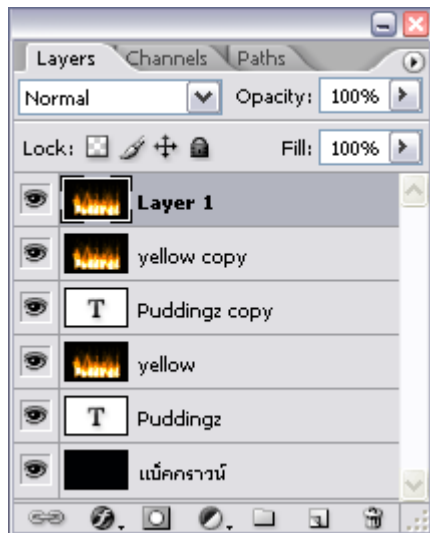 Layers Channels Paths
Normal Opacity: 100%
Lock: Fill: 100%
Layer 1
yellow copy
T Puddingz copy
yellow
T Puddingz
แบ็คกราวน์